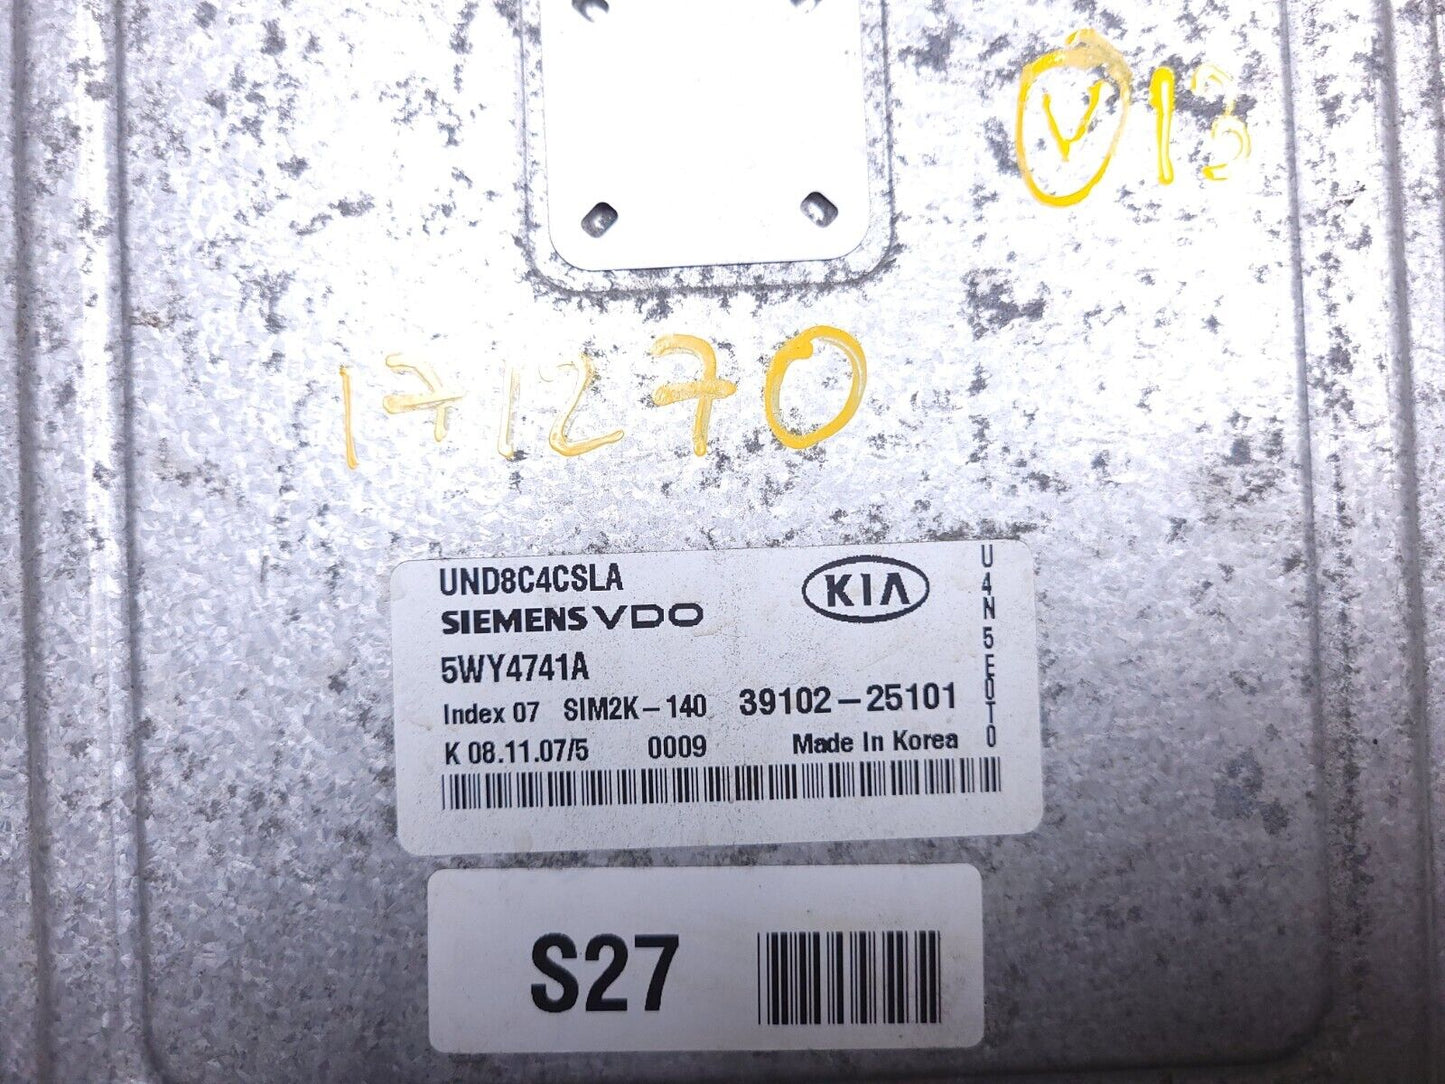 V 13
171270
UND8C4CSLA
SIEMENS VDO
KIA
5WY4741A
Index 07 SIM2K-140 39102-25101
K 08.11.07/5 0009 Made In Korea
U4N5E0T0
S27